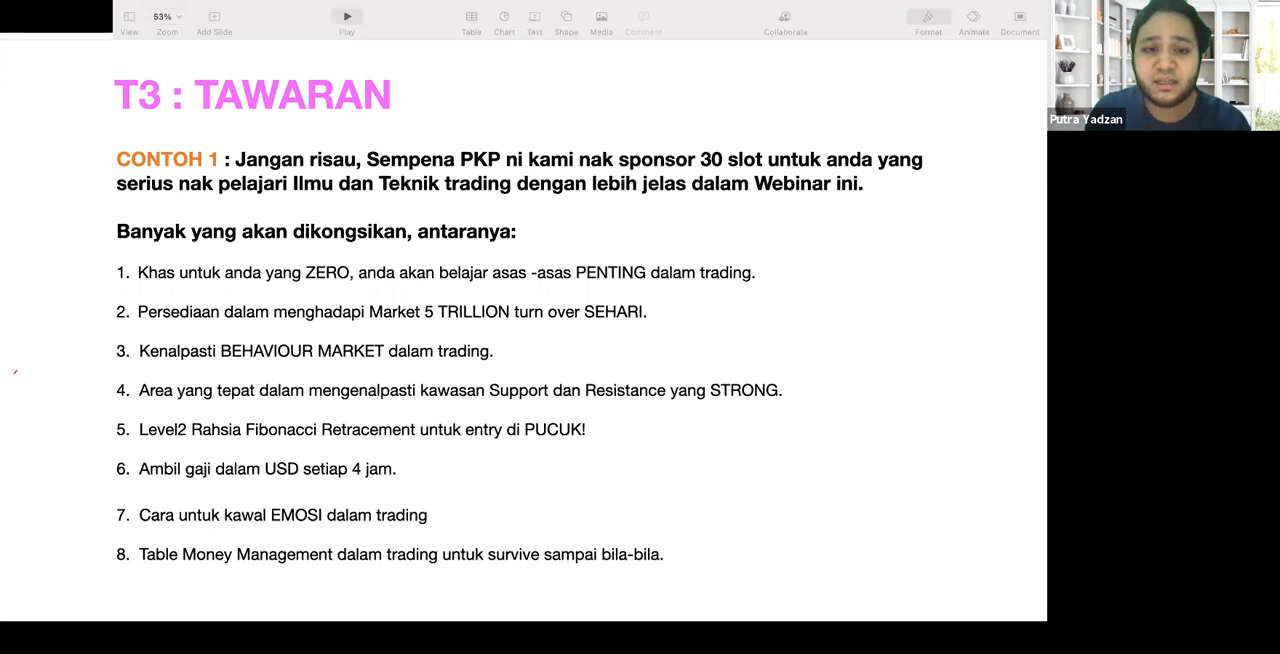 53%
View
Zoom
Add Slide
Play
Table
Chart
Text
Shape
Media
Comment
Collaborate
Format
Animate
Document
Putra Yadzan
T3 : TAWARAN
CONTOH 1 : Jangan risau, Sempena PKP ni kami nak sponsor 30 slot untuk anda yang
serius nak pelajari Ilmu dan Teknik trading dengan lebih jelas dalam Webinar ini.
Banyak yang akan dikongsikan, antaranya:
1. Khas untuk anda yang ZERO, anda akan belajar asas -asas PENTING dalam trading.
2. Persediaan dalam menghadapi Market 5 TRILLION turn over SEHARI.
3. Kenalpasti BEHAVIOUR MARKET dalam trading.
4. Area yang tepat dalam mengenalpasti kawasan Support dan Resistance yang STRONG.
5. Level2 Rahsia Fibonacci Retracement untuk entry di PUCUK!
6. Ambil gaji dalam USD setiap 4 jam.
7. Cara untuk kawal EMOSI dalam trading
8. Table Money Management dalam trading untuk survive sampai bila-bila.